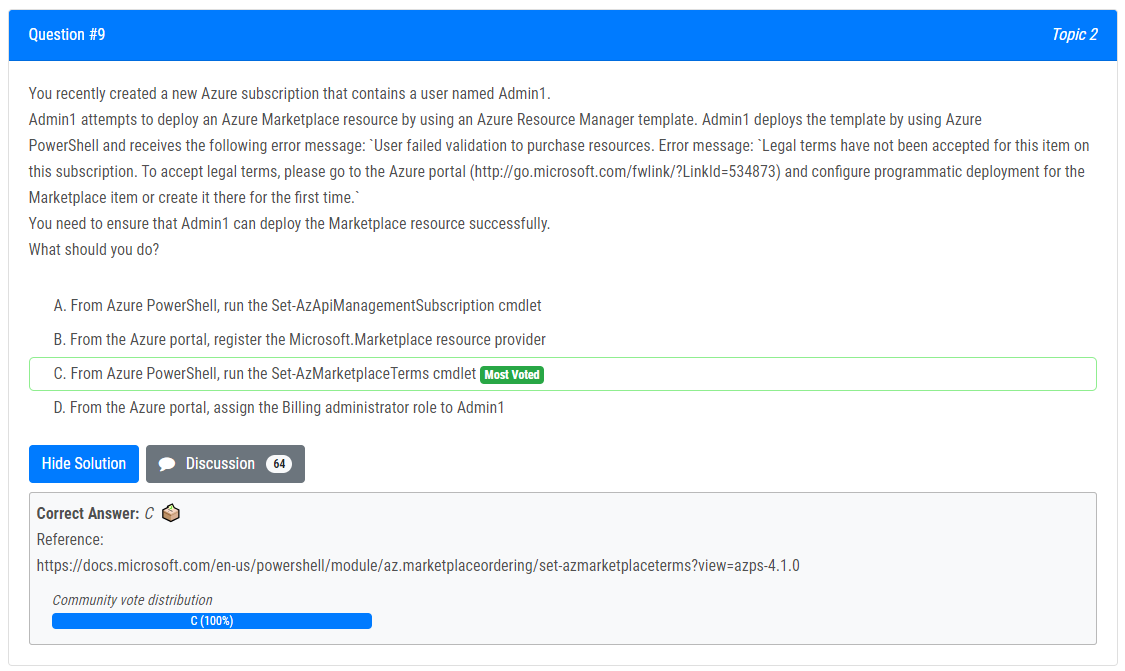 Question #9
Topic 2
You recently created a new Azure subscription that contains a user named Admin1.
Admin1 attempts to deploy an Azure Marketplace resource by using an Azure Resource Manager template. Admin1 deploys the template by using Azure
PowerShell and receives the following error message: `User failed validation to purchase resources. Error message: `Legal terms have not been accepted for this item on
this subscription. To accept legal terms, please go to the Azure portal (http://go.microsoft.com/fwlink/?LinkId=534873) and configure programmatic deployment for the
Marketplace item or create it there for the first time.`
You need to ensure that Admin1 can deploy the Marketplace resource successfully.
What should you do?
A. From Azure PowerShell, run the Set-AzApiManagementSubscription cmdlet
B. From the Azure portal, register the Microsoft.Marketplace resource provider
C. From Azure PowerShell, run the Set-AzMarketplaceTerms cmdlet Most Voted
D. From the Azure portal, assign the Billing administrator role to Admin1
Hide Solution Discussion 64
Correct Answer: C
Reference:
https://docs.microsoft.com/en-us/powershell/module/az.marketplaceordering/set-azmarketplaceterms?view=azps-4.1.0
Community vote distribution
C (100%)